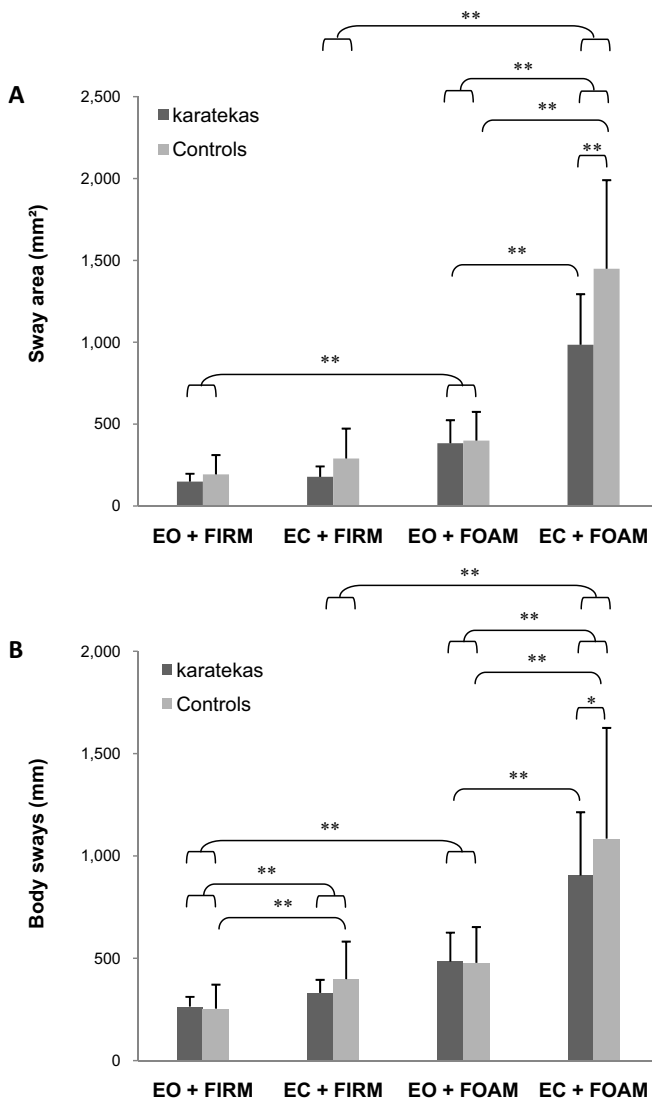 **
**
A
2,500
karatekas
**
Controls
**
2,000
Sway area (mm²)
1,500
**
1,000
**
500
0
EO + FIRM EC + FIRM EO + FOAM EC + FOAM
**
**
B
2,000
karatekas
**
Controls
*
1,500
Body sways (mm)
**
1,000
**
**
**
500
0
EO + FIRM EC + FIRM EO + FOAM EC + FOAM